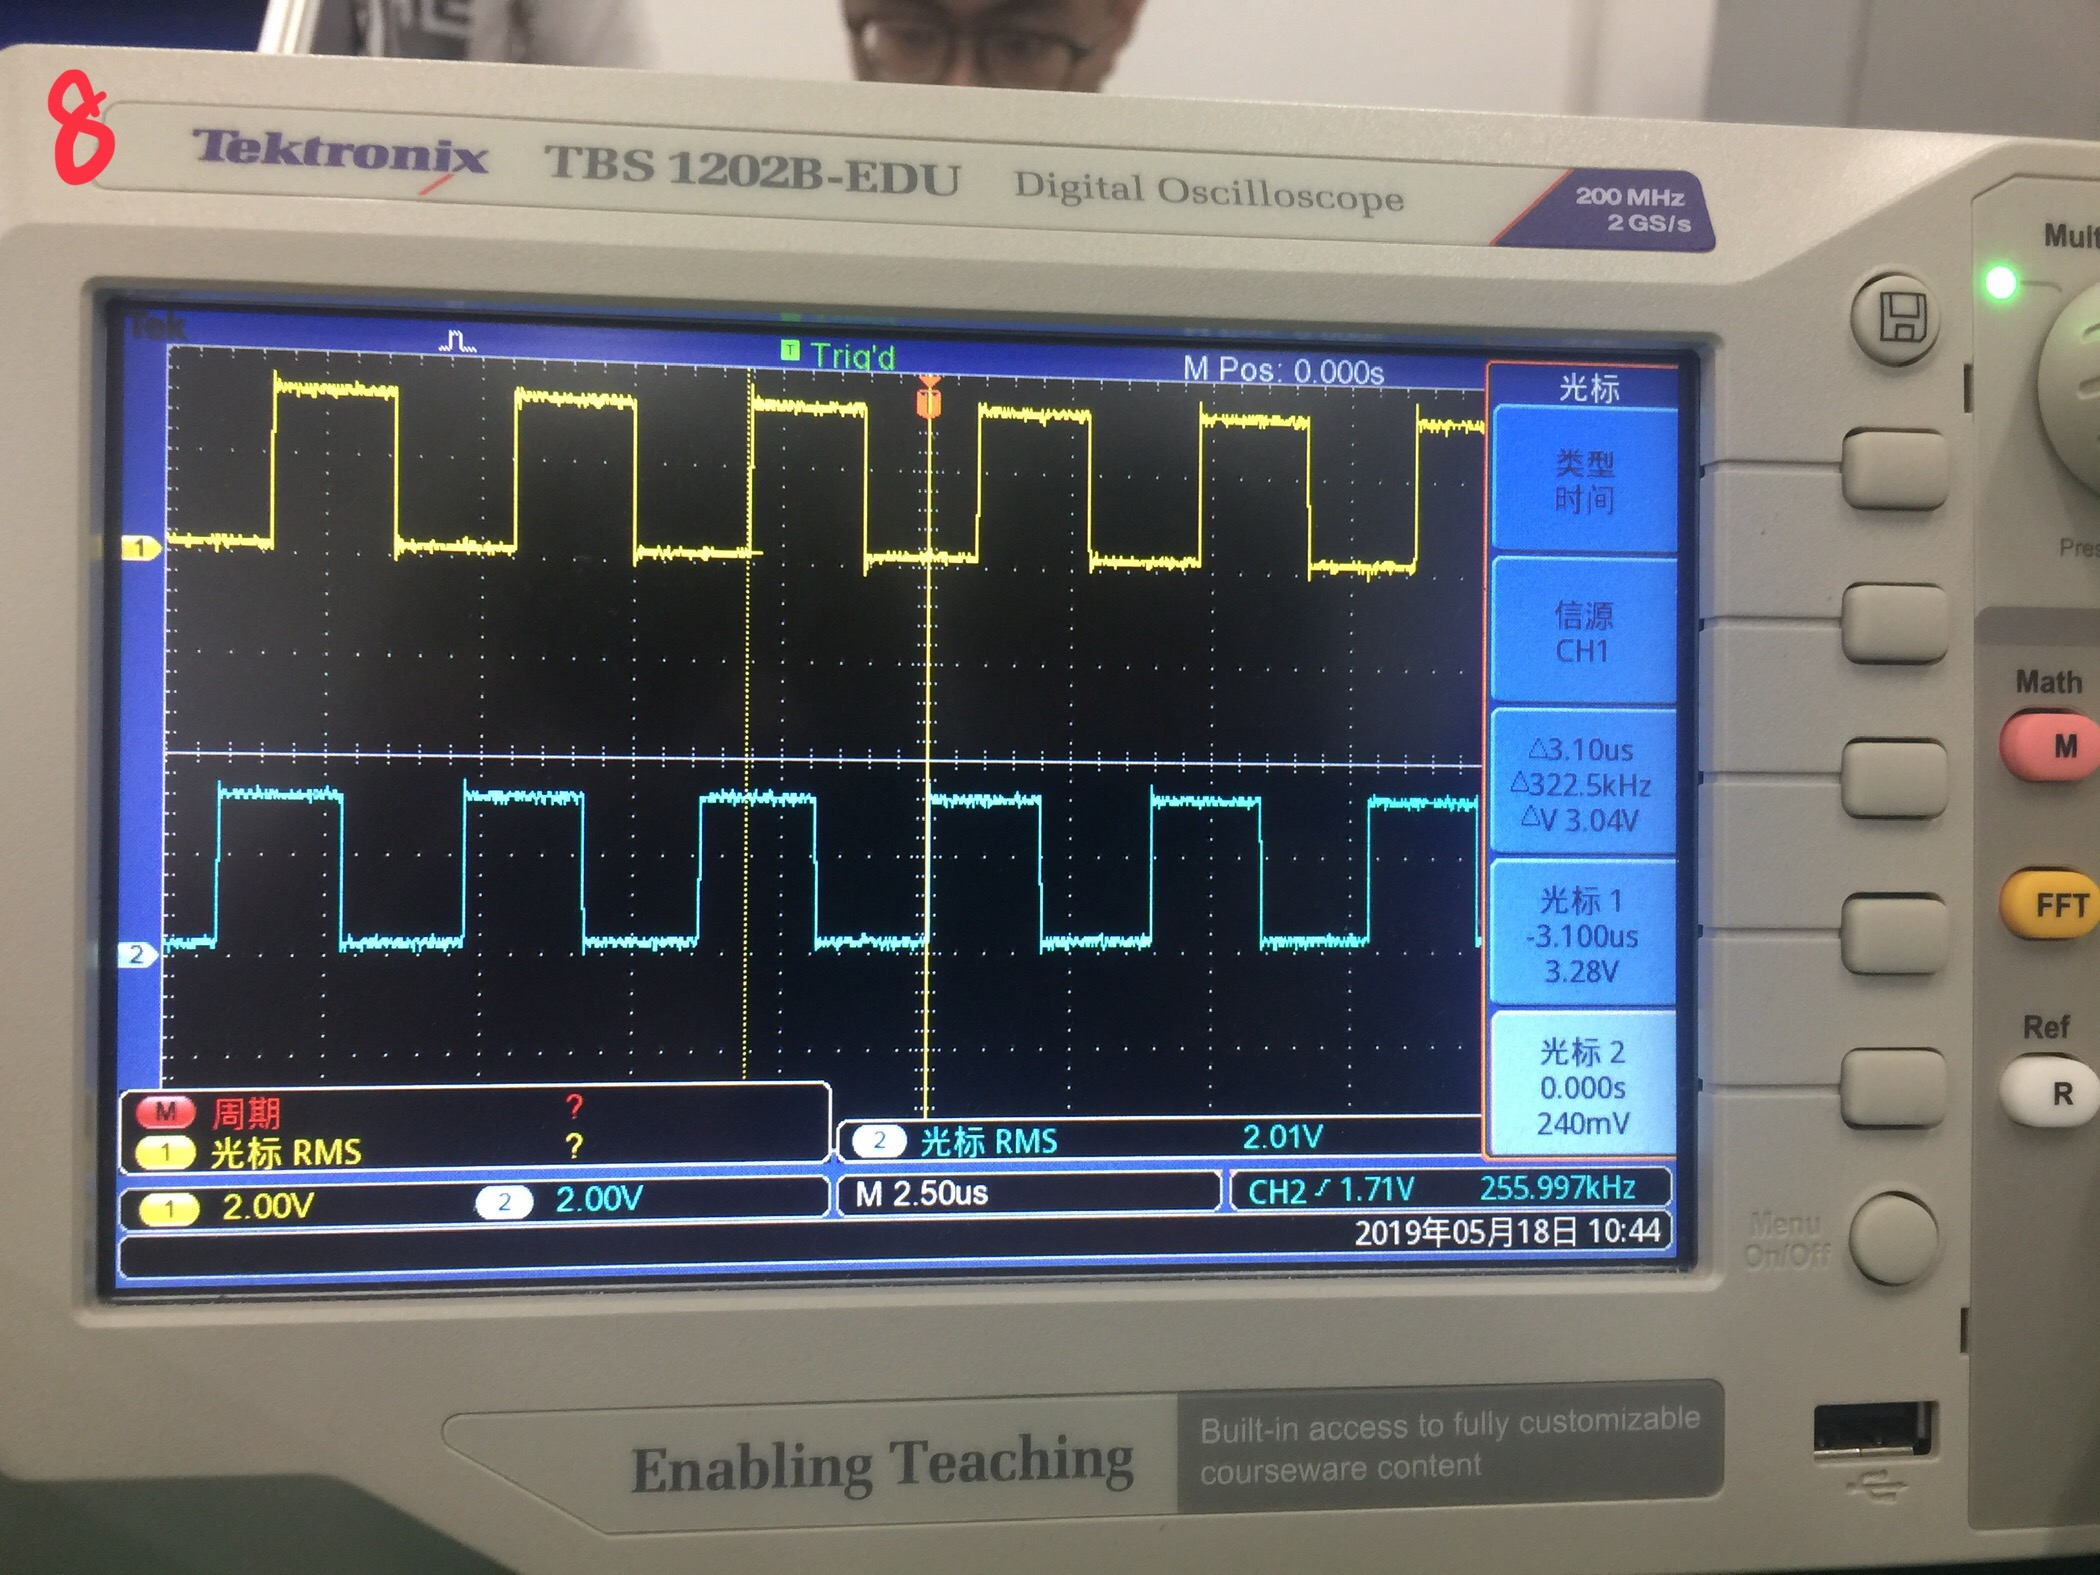 8
Tektronix TBS 1202B-EDU Digital Oscilloscope
200 MHz
2 GS/s
Tek
T Trig'd
M Pos: 0.000s
光标
类型
时间
信源
CH1
△3.10us
△322.5kHz
△V 3.04V
光标 1
-3.100us
3.28V
光标 2
0.000s
240mV
1
2
M 周期 ?
1 光标 RMS ?
2 光标 RMS 2.01V
1 2.00V 2 2.00V
M 2.50us
CH2 1.71V 255.997kHz
2019年05月18日 10:44
Mult
Pres
Math
M
FFT
Ref
R
Menu
On/Off
Enabling Teaching
Built-in access to fully customizable
courseware content